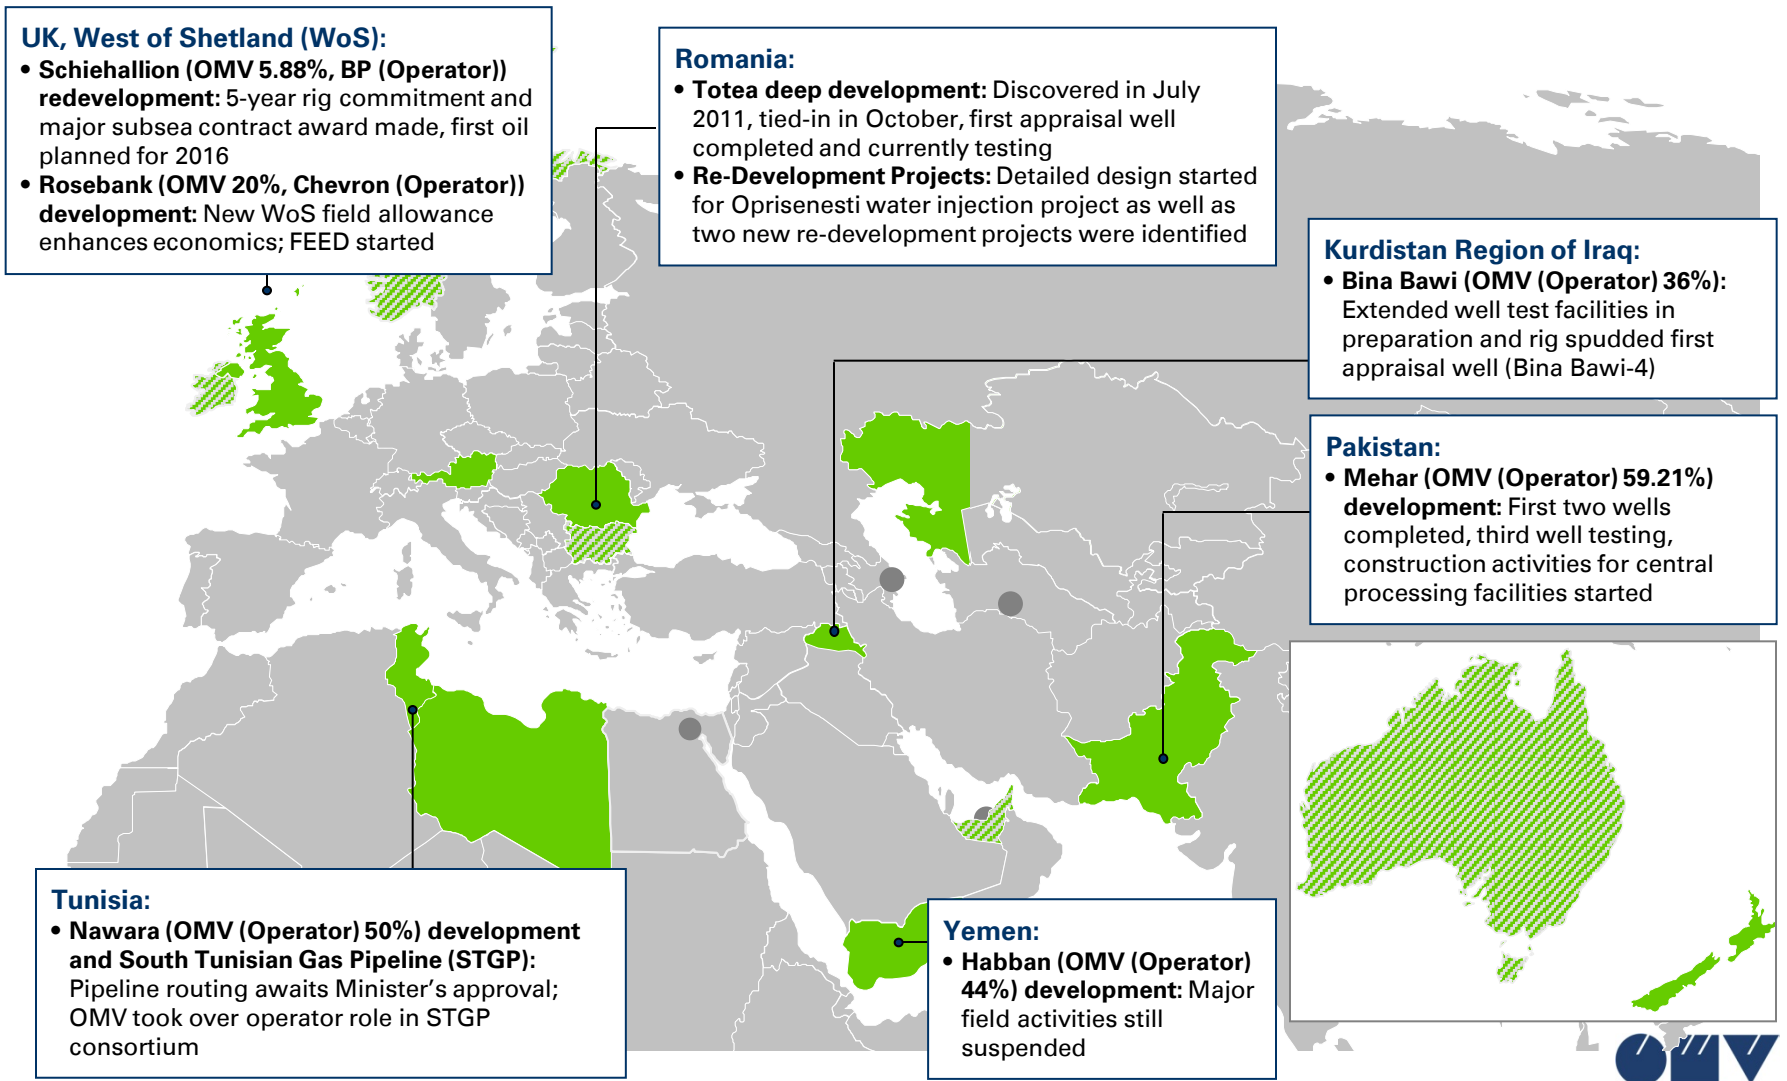 UK, West of Shetland (WoS):
• Schiehallion (OMV 5.88%, BP (Operator))
redevelopment: 5-year rig commitment and
major subsea contract award made, first oil
planned for 2016
• Rosebank (OMV 20%, Chevron (Operator))
development: New WoS field allowance
enhances economics; FEED started
Romania:
• Totea deep development: Discovered in July
2011, tied-in in October, first appraisal well
completed and currently testing
• Re-Development Projects: Detailed design started
for Oprisenesti water injection project as well as
two new re-development projects were identified
Kurdistan Region of Iraq:
• Bina Bawi (OMV (Operator) 36%):
Extended well test facilities in
preparation and rig spudded first
appraisal well (Bina Bawi-4)
Pakistan:
• Mehar (OMV (Operator) 59.21%)
development: First two wells
completed, third well testing,
construction activities for central
processing facilities started
Tunisia:
• Nawara (OMV (Operator) 50%) development
and South Tunisian Gas Pipeline (STGP):
Pipeline routing awaits Minister’s approval;
OMV took over operator role in STGP
consortium
Yemen:
• Habban (OMV (Operator)
44%) development: Major
field activities still
suspended
OMV